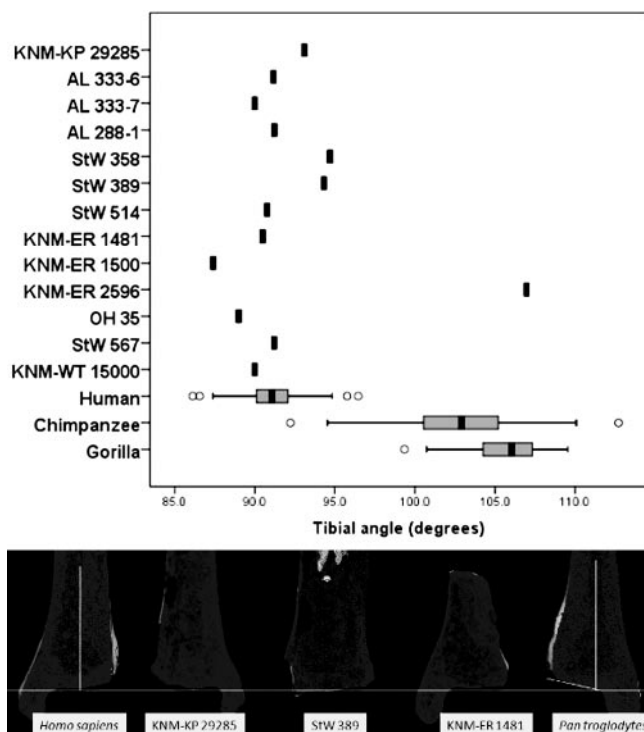 KNM-KP 29285
AL 333-6
AL 333-7
AL 288-1
StW 358
StW 389
StW 514
KNM-ER 1481
KNM-ER 1500
KNM-ER 2596
OH 35
StW 567
KNM-WT 15000
Human
Chimpanzee
Gorilla
85.0 90.0 95.0 100.0 105.0 110.0
Tibial angle (degrees)
Homo sapiens KNM-KP 29285 StW 389 KNM-ER 1481 Pan troglodytes